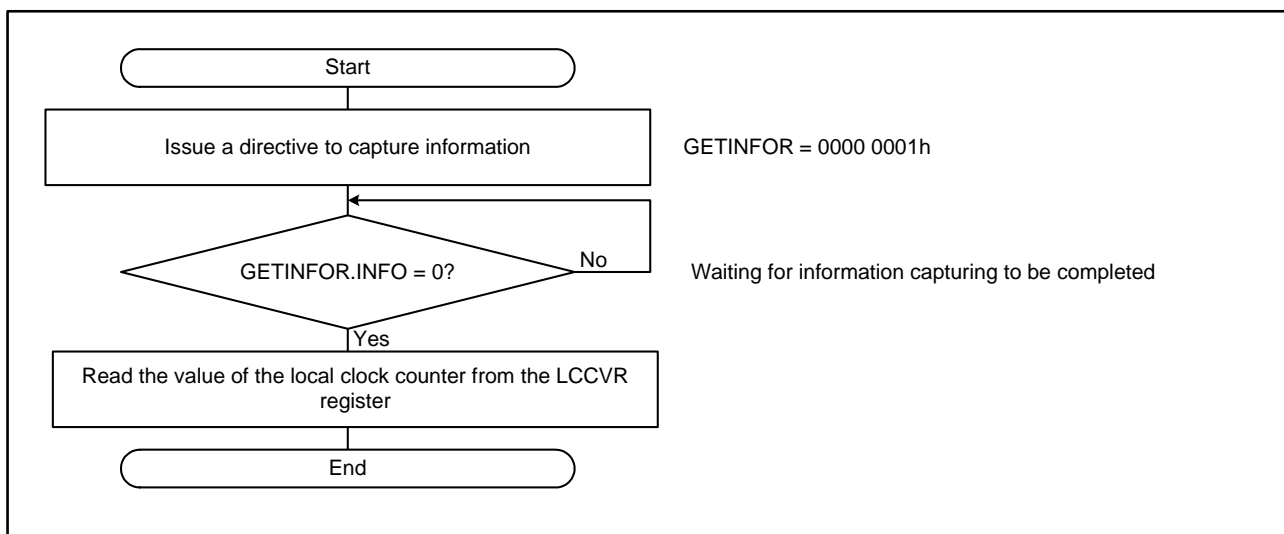 Start
Issue a directive to capture information
GETINFOR = 0000 0001h
GETINFOR.INFO = 0?
No
Waiting for information capturing to be completed
Yes
Read the value of the local clock counter from the LCCVR
register
End